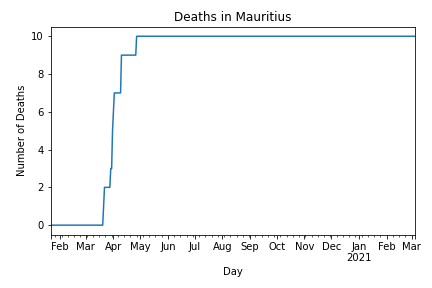 Deaths in Mauritius
10
8
6
4
2
0
Number of Deaths
Feb Mar Apr May Jun Jul Aug Sep Oct Nov Dec Jan Feb Mar
2021
Day